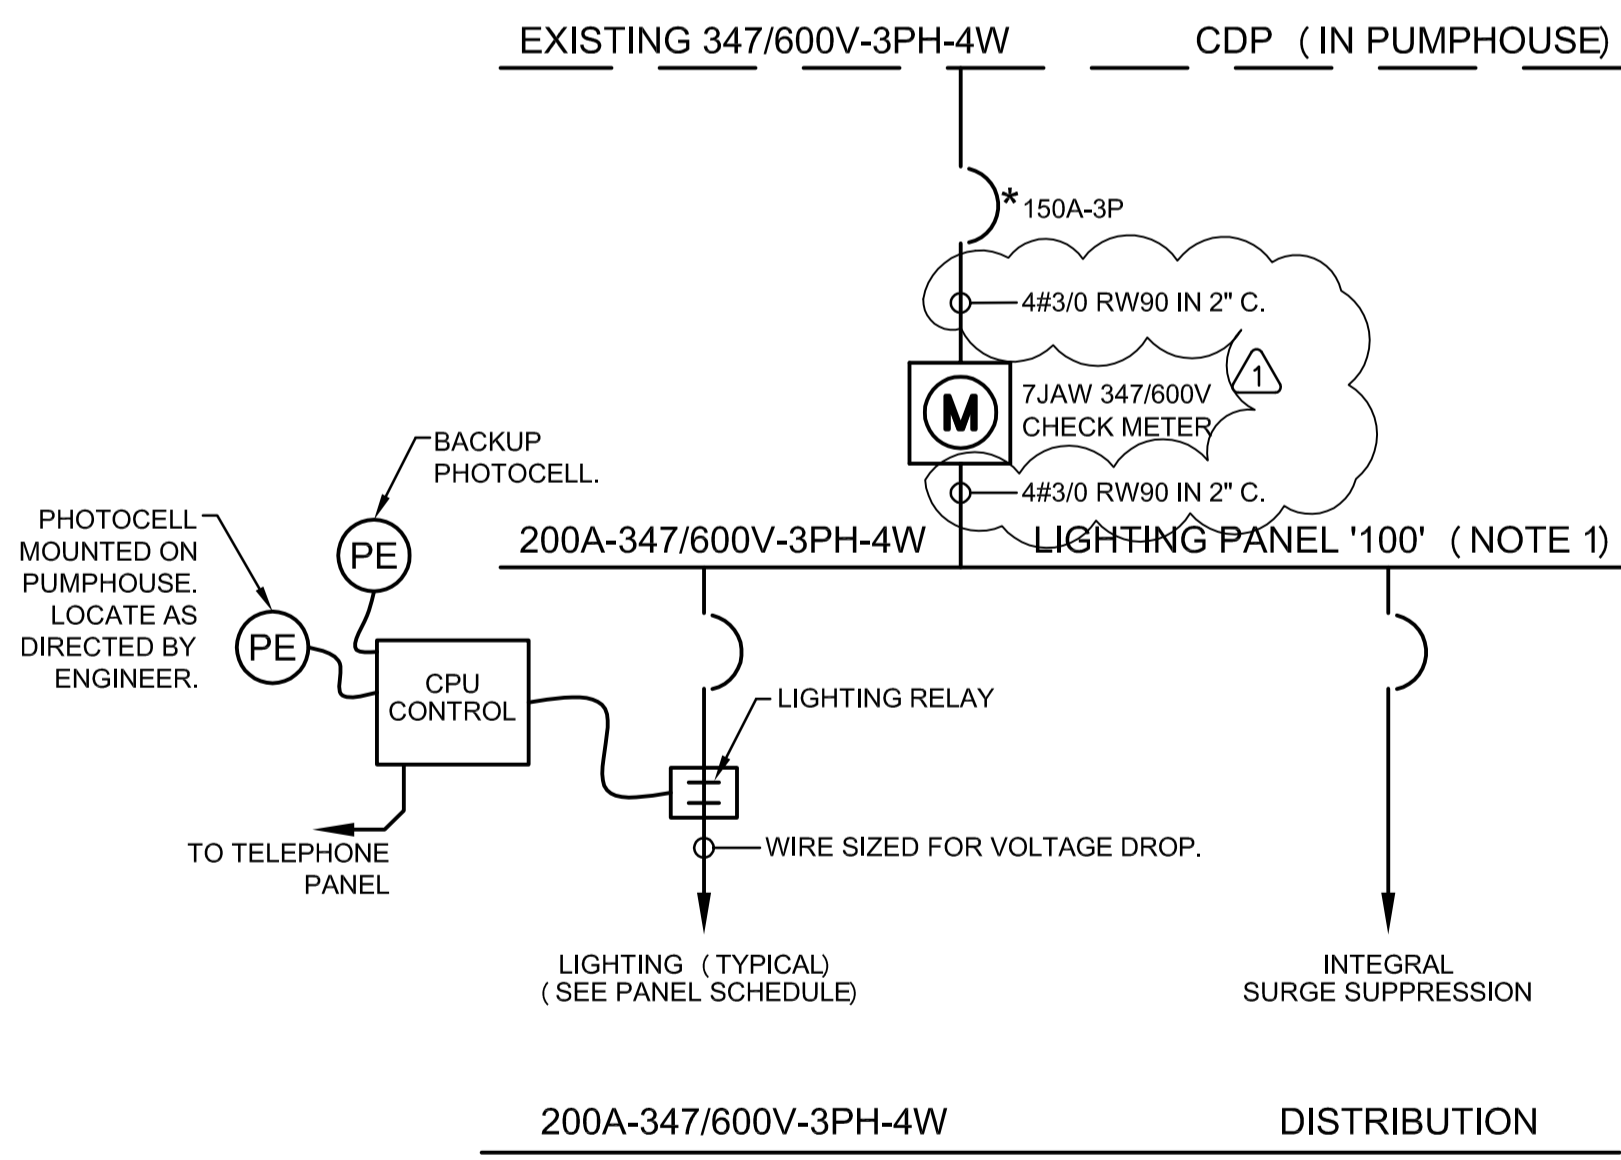 EXISTING 347/600V-3PH-4W
CDP (IN PUMPHOUSE)
* 150A-3P
4#3/0 RW90 IN 2" C.
1
M
7JAW 347/600V
CHECK METER
4#3/0 RW90 IN 2" C.
BACKUP
PHOTOCELL.
PE
PHOTOCELL
MOUNTED ON
PUMPHOUSE.
LOCATE AS
DIRECTED BY
ENGINEER.
PE
200A-347/600V-3PH-4W
LIGHTING PANEL '100' (NOTE 1)
CPU
CONTROL
LIGHTING RELAY
TO TELEPHONE
PANEL
WIRE SIZED FOR VOLTAGE DROP.
LIGHTING (TYPICAL)
(SEE PANEL SCHEDULE)
INTEGRAL
SURGE SUPPRESSION
200A-347/600V-3PH-4W
DISTRIBUTION